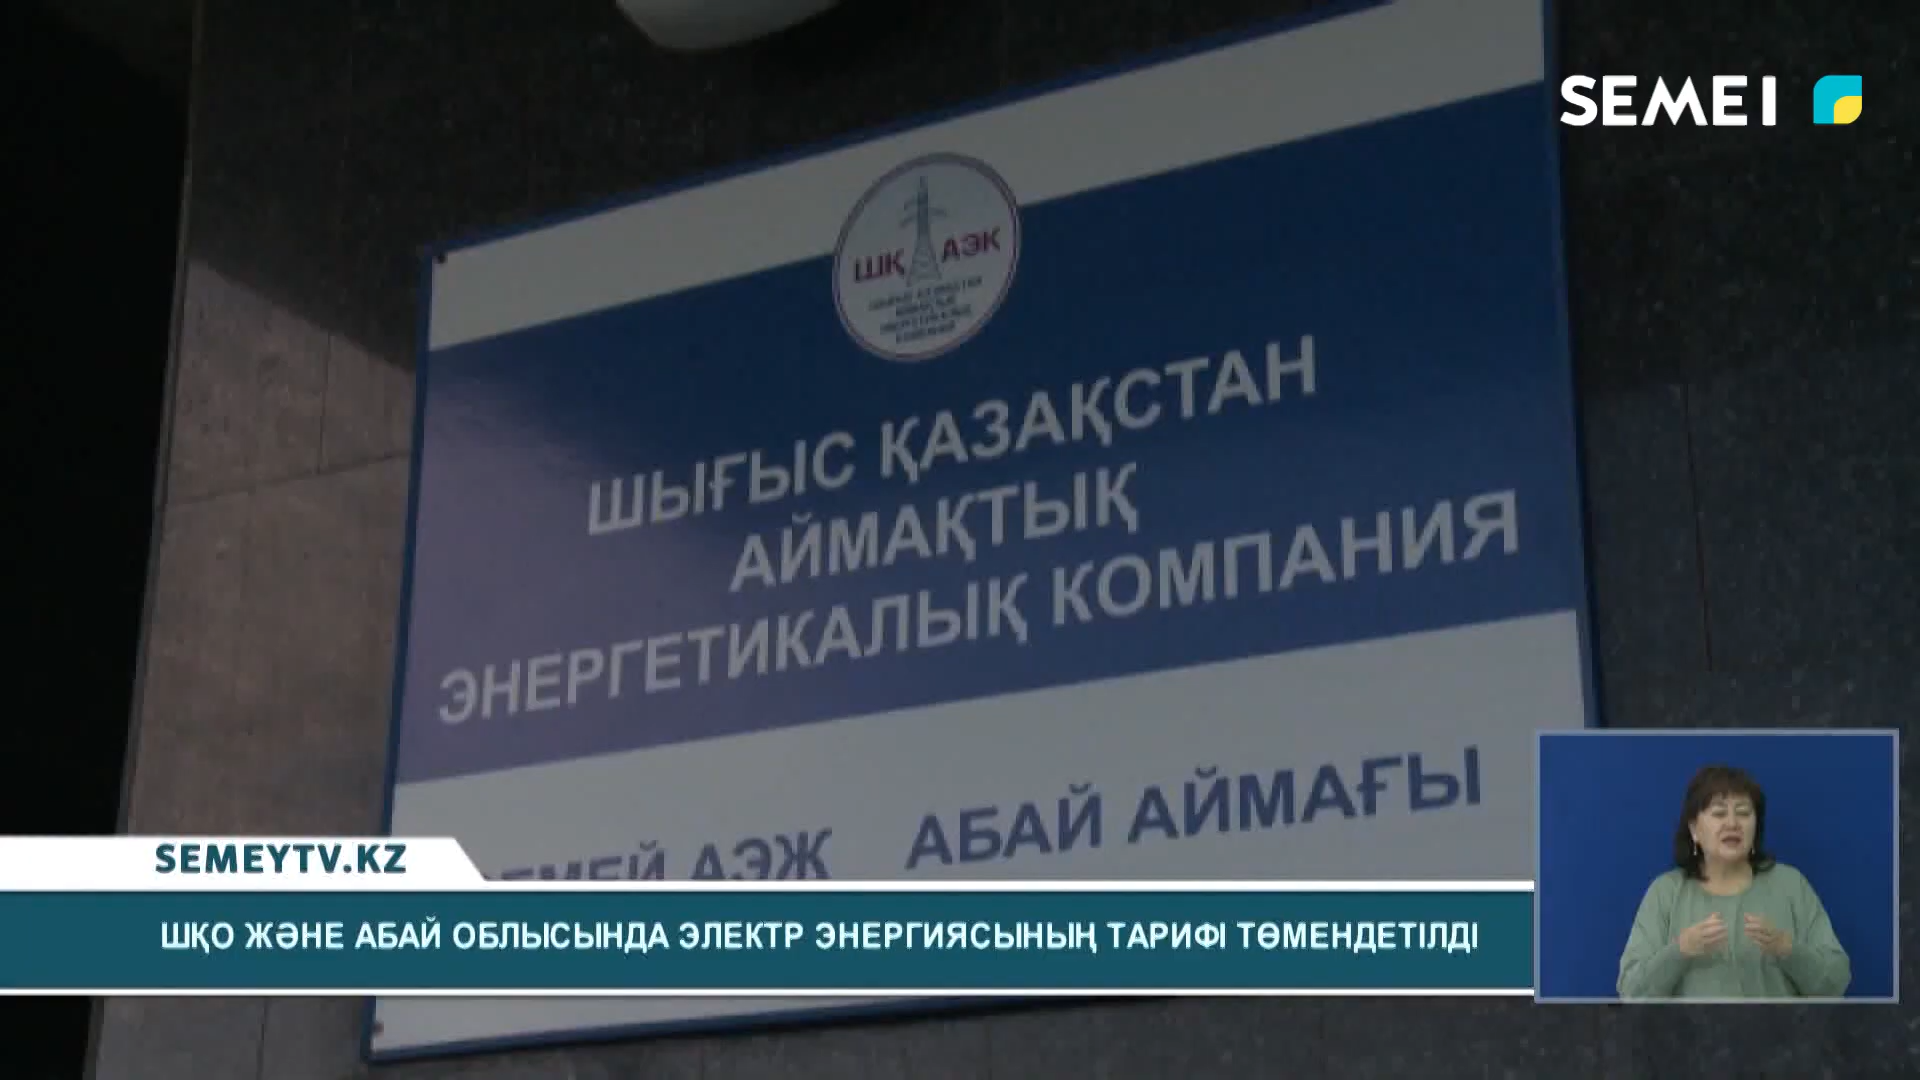 SEMEI
ШҚ АЭК
ШЫҒЫС ҚАЗАҚСТАН
АЙМАҚТЫҚ
ЭНЕРГЕТИКАЛЫҚ КОМПАНИЯ
АЭЖ АБАЙ АЙМАҒЫ
SEMEYTV.KZ
ШҚО ЖӘНЕ АБАЙ ОБЛЫСЫНДА ЭЛЕКТР ЭНЕРГИЯСЫНЫҢ ТАРИФІ ТӨМЕНДЕТІЛДІ